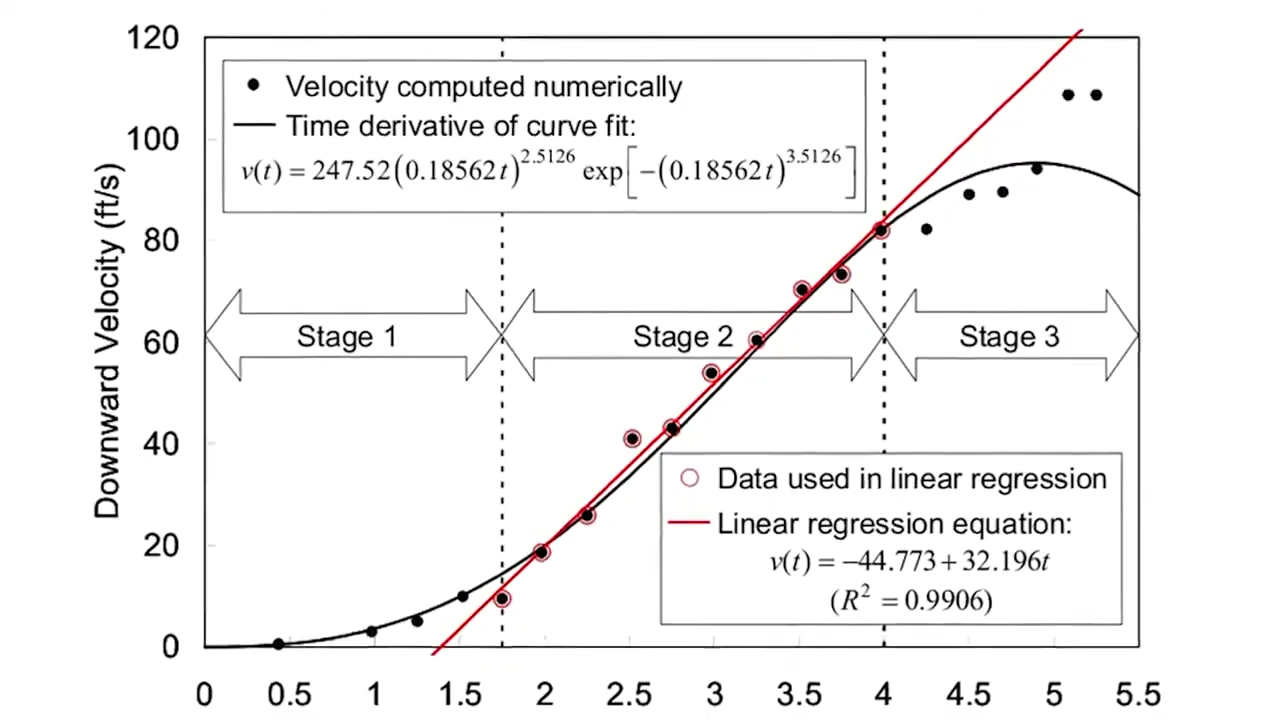 120
100
80
60
40
20
0
Downward Velocity (ft/s)
Velocity computed numerically
Time derivative of curve fit:
v(t) = 247.52(0.18562t)^2.5126 exp[−(0.18562t)^3.5126]
Stage 1
Stage 2
Stage 3
Data used in linear regression
Linear regression equation:
v(t) = −44.773+32.196t
(R² = 0.9906)
0 0.5 1 1.5 2 2.5 3 3.5 4 4.5 5 5.5